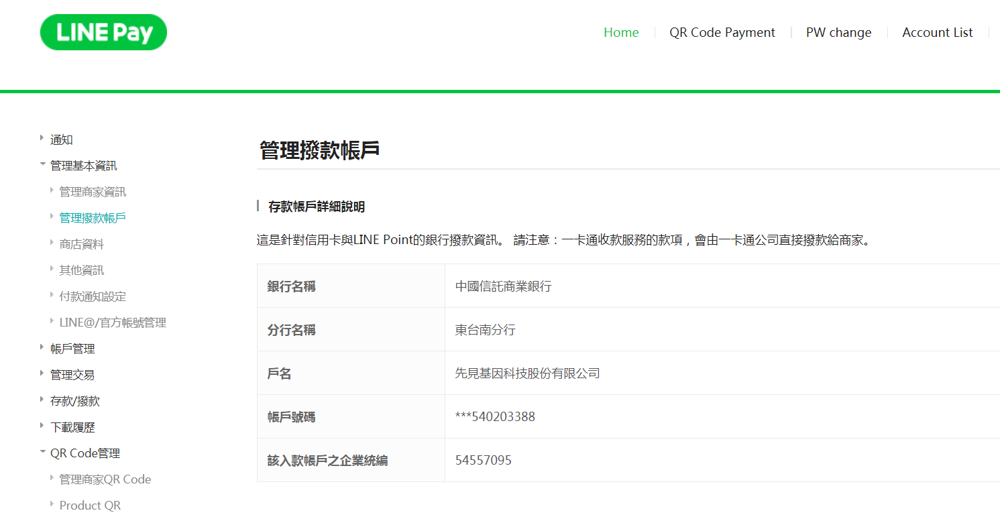 LINE Pay
Home
QR Code Payment
PW change
Account List
通知
管理基本資訊
管理商家資訊
管理撥款帳戶
商店資料
其他資訊
付款通知設定
LINE@/官方帳號管理
帳戶管理
管理交易
存款/撥款
下載履歷
QR Code管理
管理商家QR Code
Product QR
管理撥款帳戶
存款帳戶詳細說明
這是針對信用卡與LINE Point的銀行撥款資訊。 請注意：一卡通收款服務的款項，會由一卡通公司直接撥款給商家。
銀行名稱 中國信託商業銀行
分行名稱 東台南分行
戶名 先見基因科技股份有限公司
帳戶號碼 ***540203388
該入款帳戶之企業統編 54557095